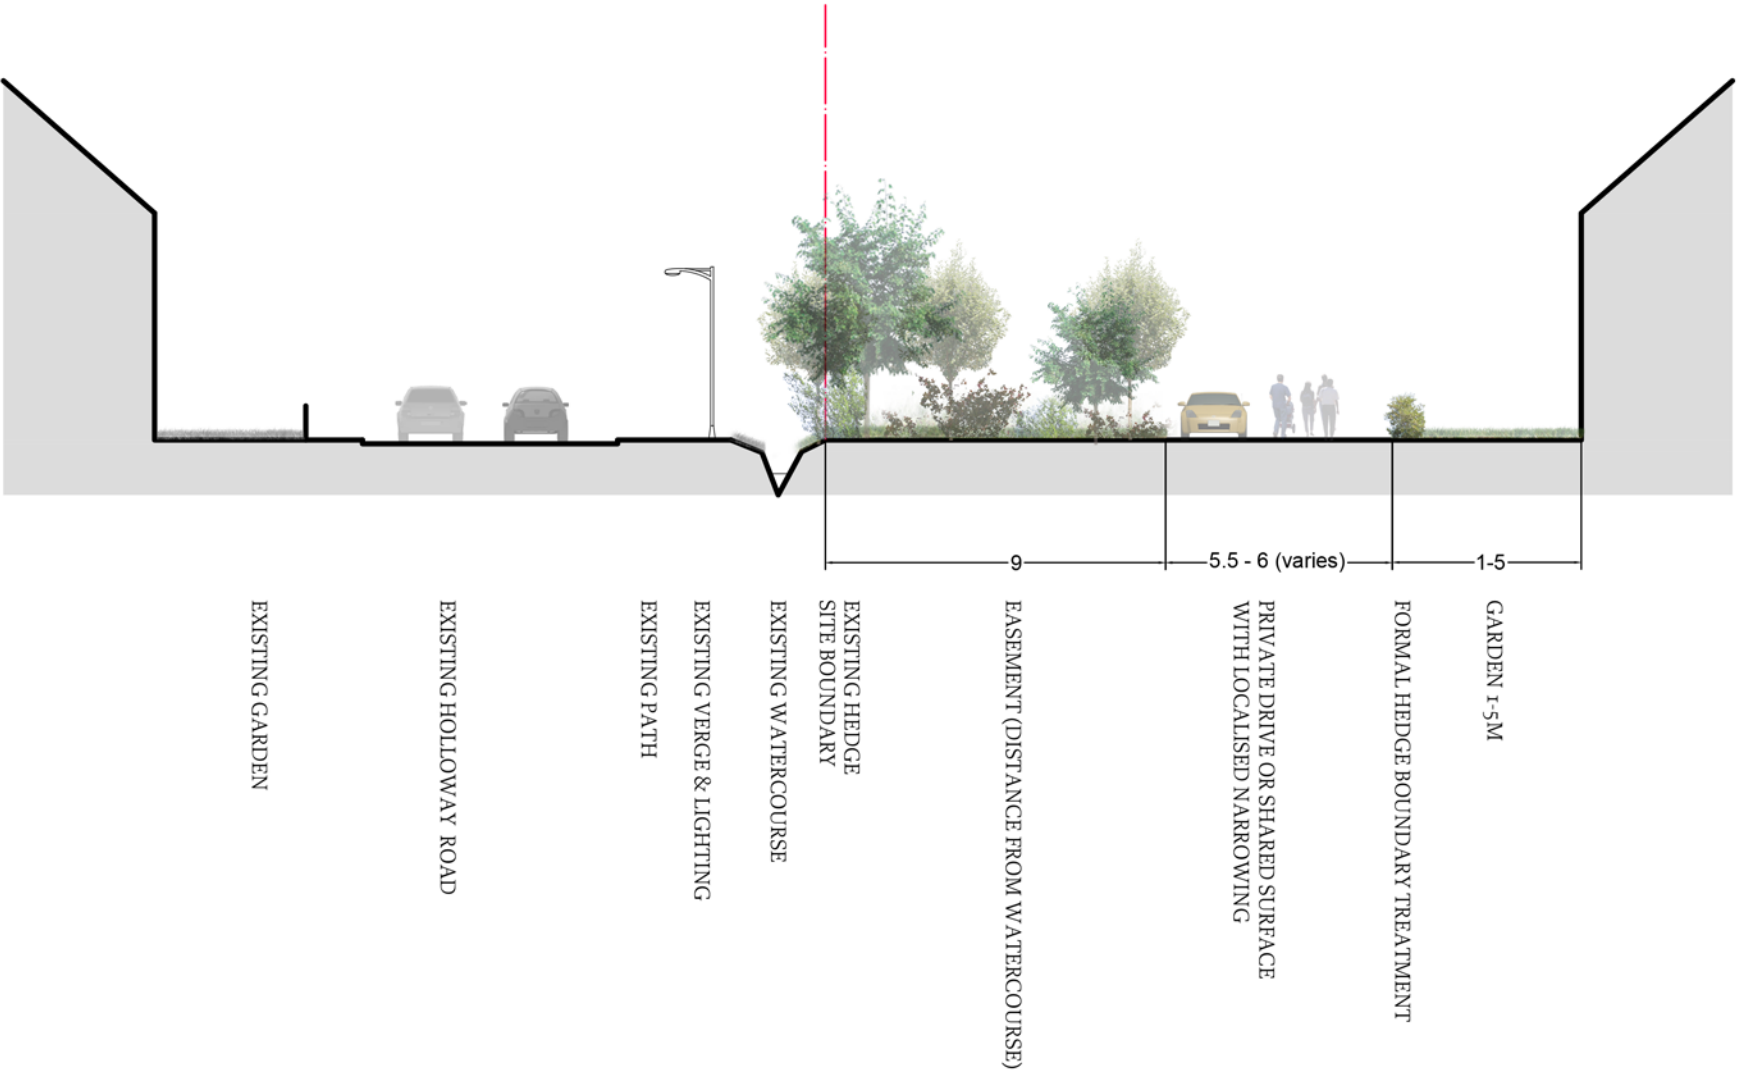 9
5.5 - 6 (varies)
1-5
EXISTING GARDEN
EXISTING HOLLOWAY ROAD
EXISTING PATH
EXISTING VERGE & LIGHTING
EXISTING WATERCOURSE
EXISTING HEDGE
SITE BOUNDARY
EASEMENT (DISTANCE FROM WATERCOURSE)
PRIVATE DRIVE OR SHARED SURFACE
WITH LOCALISED NARROWING
FORMAL HEDGE BOUNDARY TREATMENT
GARDEN 1-5M